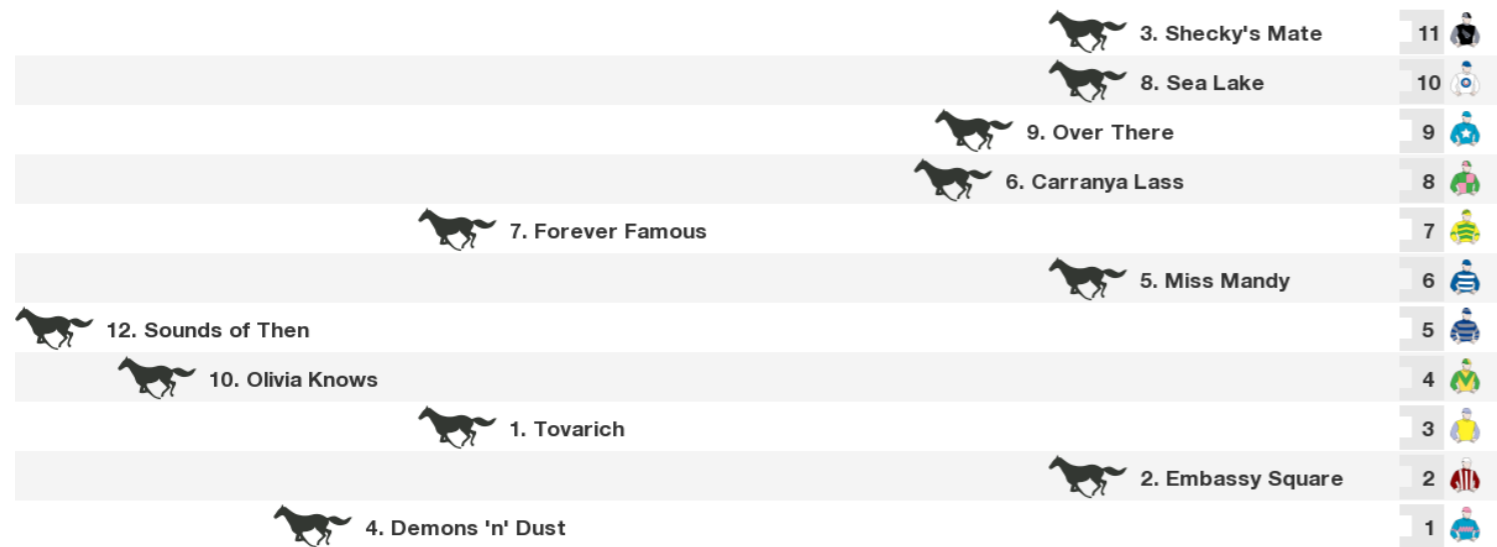 3. Shecky's Mate 11
8. Sea Lake 10
9. Over There 9
6. Carranya Lass 8
7. Forever Famous 7
5. Miss Mandy 6
12. Sounds of Then 5
10. Olivia Knows 4
1. Tovarich 3
2. Embassy Square 2
4. Demons 'n' Dust 1